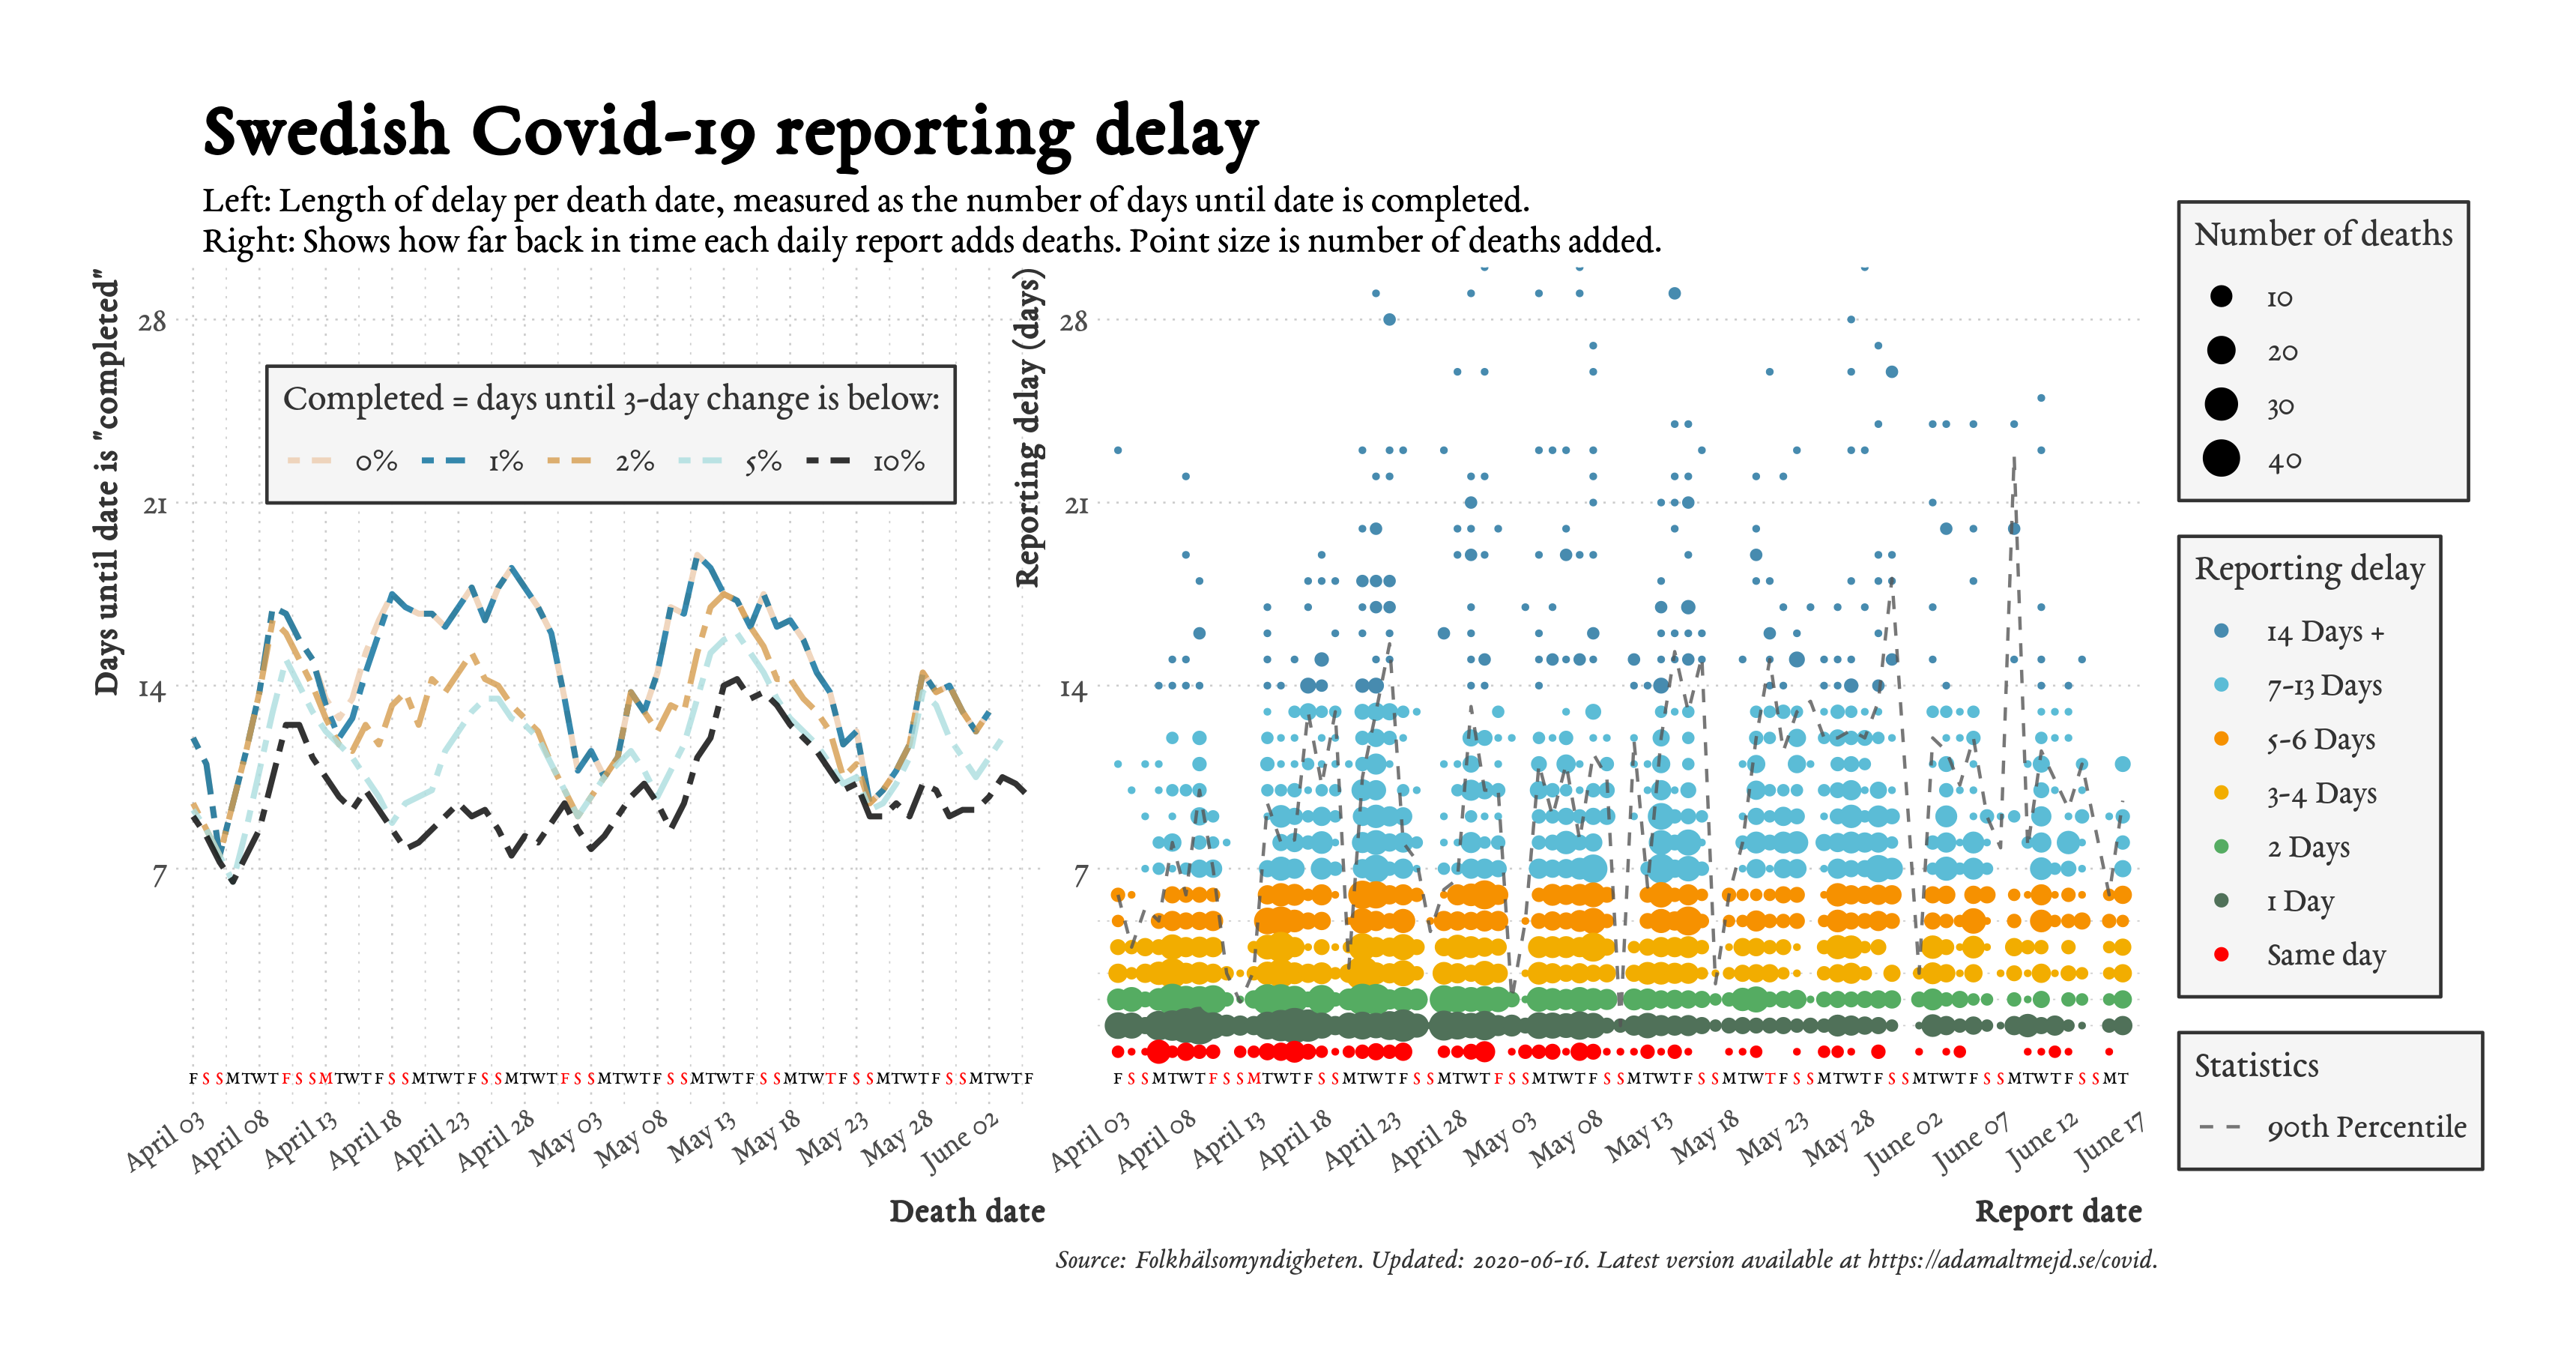 Swedish Covid-19 reporting delay
Left: Length of delay per death date, measured as the number of days until date is completed.
Right: Shows how far back in time each daily report adds deaths. Point size is number of deaths added.
Days until date is "completed"
28
21
14
7
Completed = days until 3-day change is below:
0% 1% 2% 5% 10%
F S S M T W T F S S M T W T F S S M T W T F S S M T W T F S S M T W T F S S M T W T F S S M T W T F S S M T W T F S S M T W T F
April 03 April 08 April 13 April 18 April 23 April 28 May 03 May 08 May 13 May 18 May 23 May 28 June 02
Death date
Reporting delay (days)
28
21
14
7
F S S M T W T F S S M T W T F S S M T W T F S S M T W T F S S M T W T F S S M T W T F S S M T W T F S S M T W T F S S M T W T F S S M T W T F S S M T
April 03 April 08 April 13 April 18 April 23 April 28 May 03 May 08 May 13 May 18 May 23 May 28 June 02 June 07 June 12 June 17
Report date
Number of deaths
10
20
30
40
Reporting delay
14 Days +
7-13 Days
5-6 Days
3-4 Days
2 Days
1 Day
Same day
Statistics
90th Percentile
Source: Folkhälsomyndigheten. Updated: 2020-06-16. Latest version available at https://adamaltmejd.se/covid.